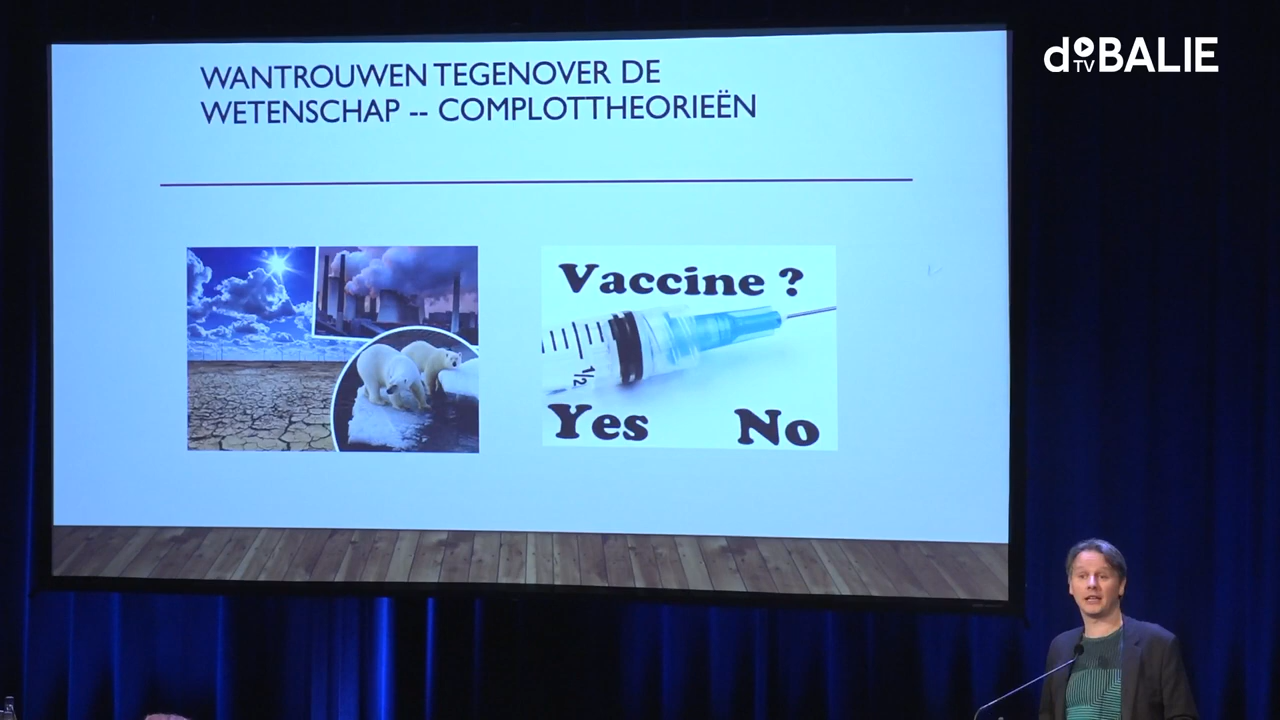 WANTROUWEN TEGENOVER DE
WETENSCHAP -- COMPLOTTHEORIEËN
Vaccine ?
1/2
Yes No
deBALIE
TV